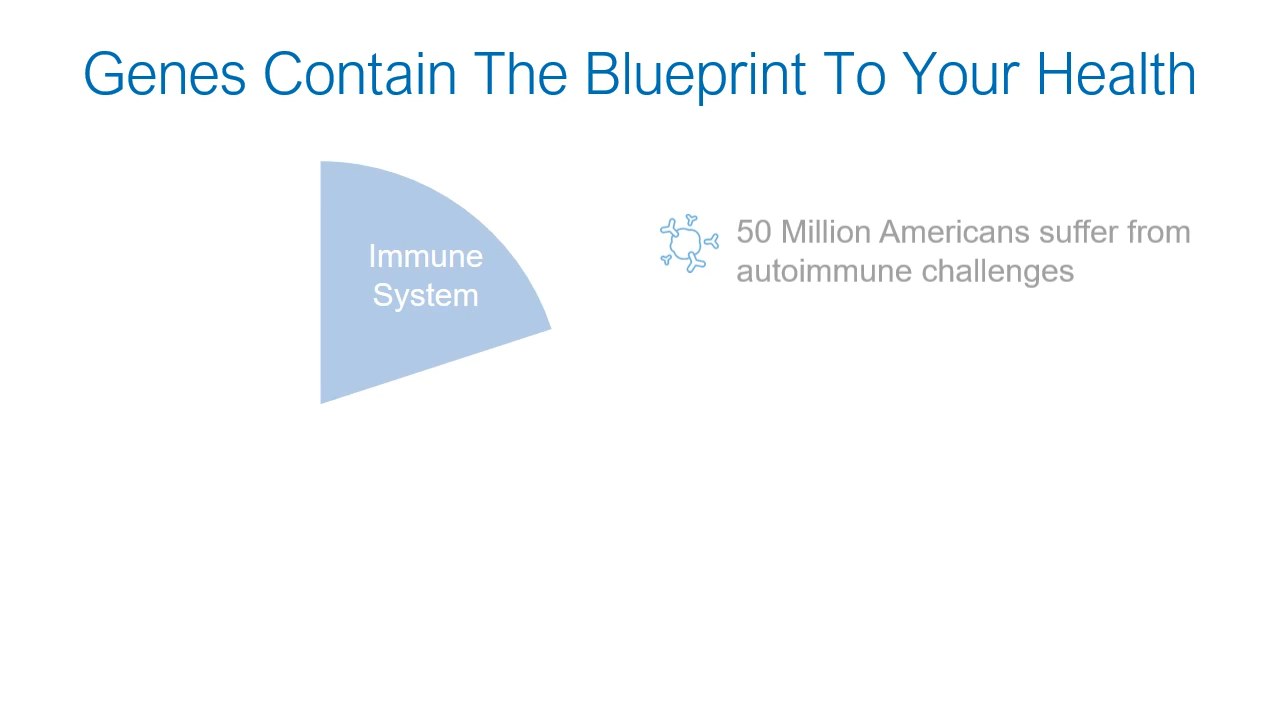 Genes Contain The Blueprint To Your Health
Immune
System
50 Million Americans suffer from
autoimmune challenges